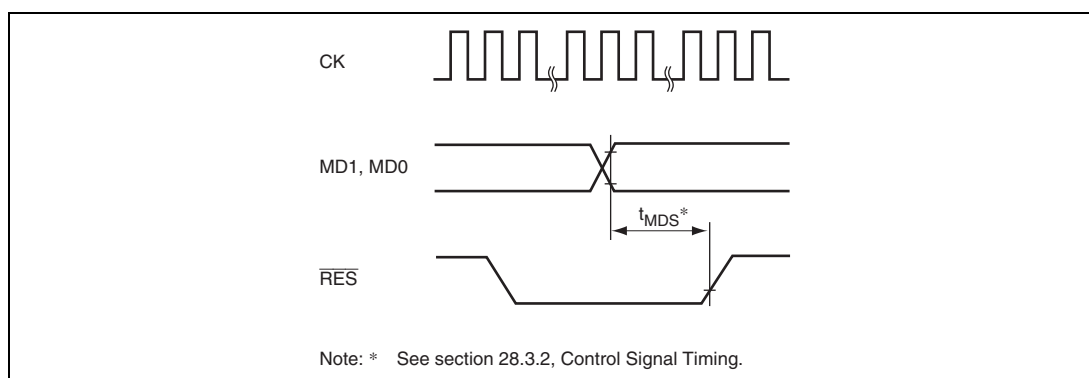 CK
MD1, MD0
tMDS*
RES
Note: * See section 28.3.2, Control Signal Timing.